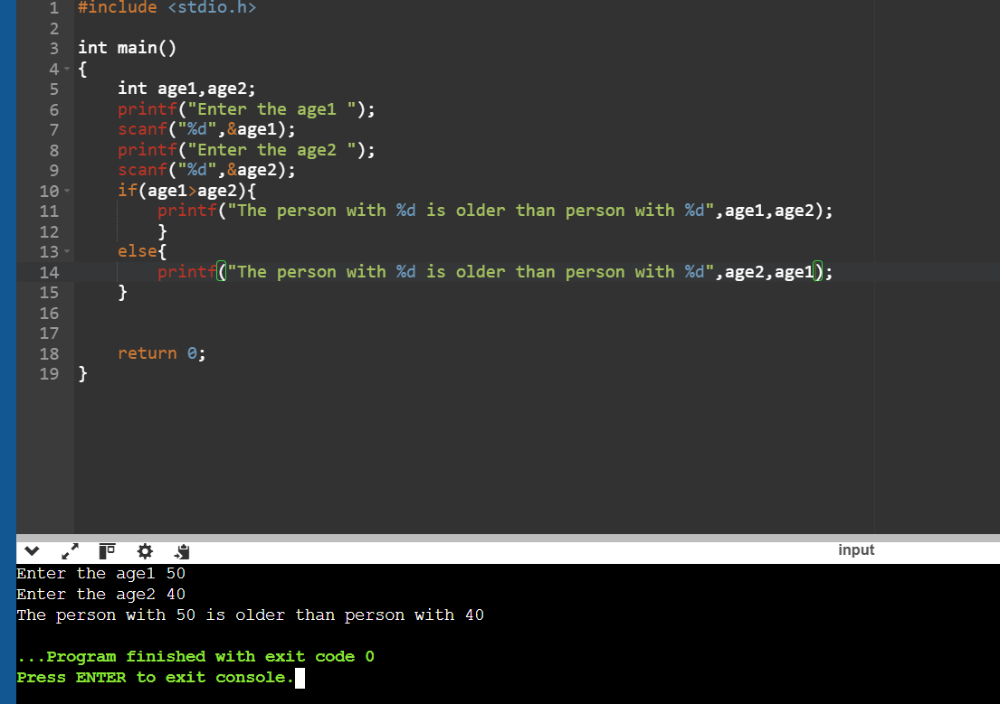 1 #include <stdio.h>
2
3 int main()
4 {
5     int age1,age2;
6     printf("Enter the age1 ");
7     scanf("%d",&age1);
8     printf("Enter the age2 ");
9     scanf("%d",&age2);
10     if(age1>age2){
11         printf("The person with %d is older than person with %d",age1,age2);
12         }
13     else{
14         printf("The person with %d is older than person with %d",age2,age1);
15     }
16
17
18     return 0;
19 }
input
Enter the age1 50
Enter the age2 40
The person with 50 is older than person with 40
...Program finished with exit code 0
Press ENTER to exit console.